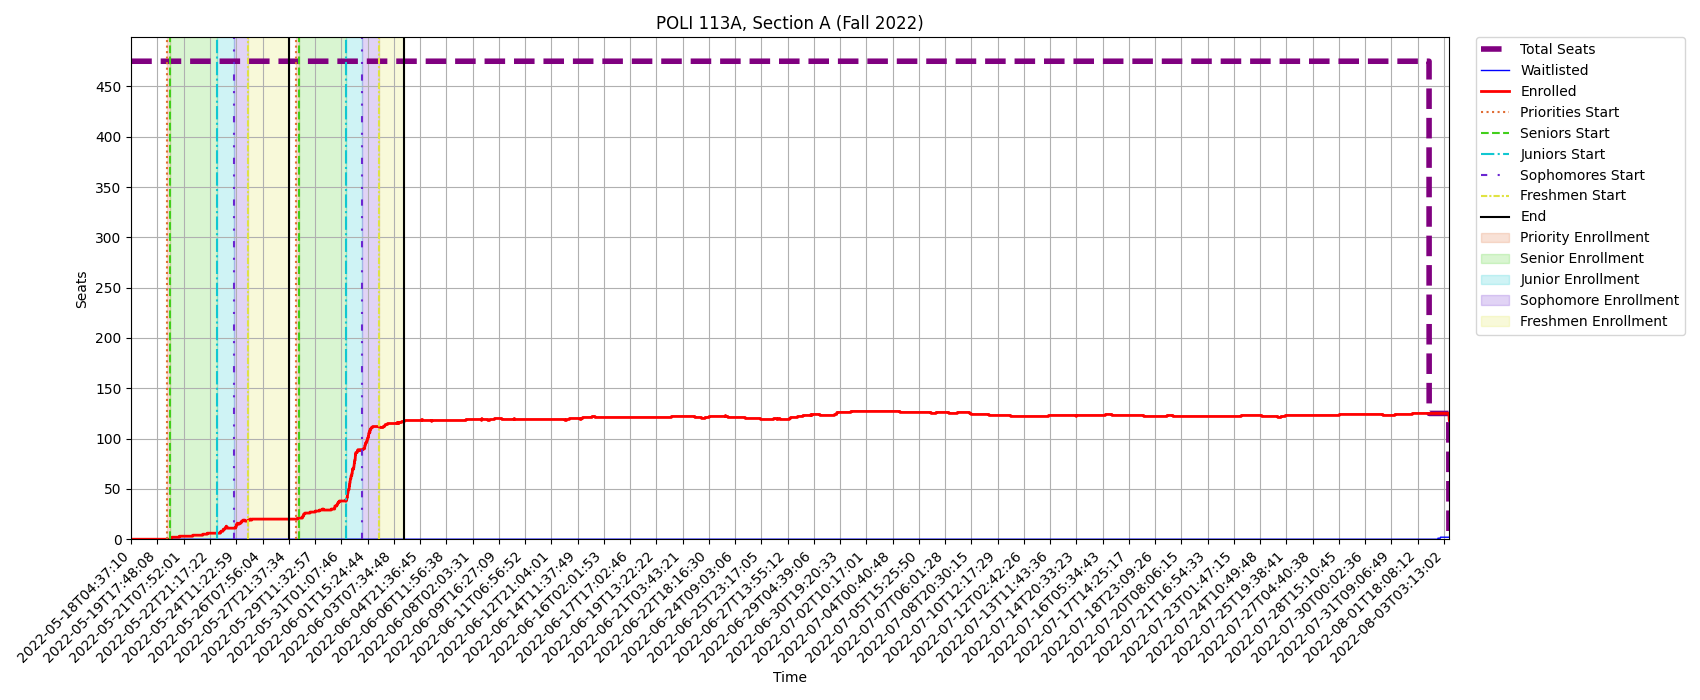 POLI 113A, Section A (Fall 2022)
Seats
450
400
350
300
250
200
150
100
50
0
2022-05-18T04:37:10
2022-05-19T17:48:08
2022-05-21T07:52:01
2022-05-22T21:17:22
2022-05-24T11:22:59
2022-05-26T07:56:04
2022-05-27T21:37:34
2022-05-29T11:32:57
2022-05-31T01:07:46
2022-06-01T15:24:44
2022-06-03T07:34:48
2022-06-04T21:36:45
2022-06-06T11:56:38
2022-06-08T02:03:31
2022-06-09T16:27:09
2022-06-11T06:56:52
2022-06-12T21:04:01
2022-06-14T11:37:49
2022-06-16T02:01:53
2022-06-17T17:02:46
2022-06-19T13:22:22
2022-06-21T03:43:21
2022-06-22T18:16:30
2022-06-24T09:03:06
2022-06-25T23:17:05
2022-06-27T13:55:12
2022-06-29T04:39:06
2022-06-30T19:20:33
2022-07-02T10:17:01
2022-07-04T00:40:48
2022-07-05T15:25:50
2022-07-07T06:01:28
2022-07-08T20:30:15
2022-07-10T12:17:29
2022-07-12T02:42:26
2022-07-13T11:43:36
2022-07-14T20:33:23
2022-07-16T05:34:43
2022-07-17T14:25:17
2022-07-18T23:09:26
2022-07-20T08:06:15
2022-07-21T16:54:33
2022-07-23T01:47:15
2022-07-24T10:49:48
2022-07-25T19:38:41
2022-07-27T04:40:38
2022-07-28T15:10:45
2022-07-30T00:02:36
2022-07-31T09:06:49
2022-08-01T18:08:12
2022-08-03T03:13:02
Time
Total Seats
Waitlisted
Enrolled
Priorities Start
Seniors Start
Juniors Start
Sophomores Start
Freshmen Start
End
Priority Enrollment
Senior Enrollment
Junior Enrollment
Sophomore Enrollment
Freshmen Enrollment